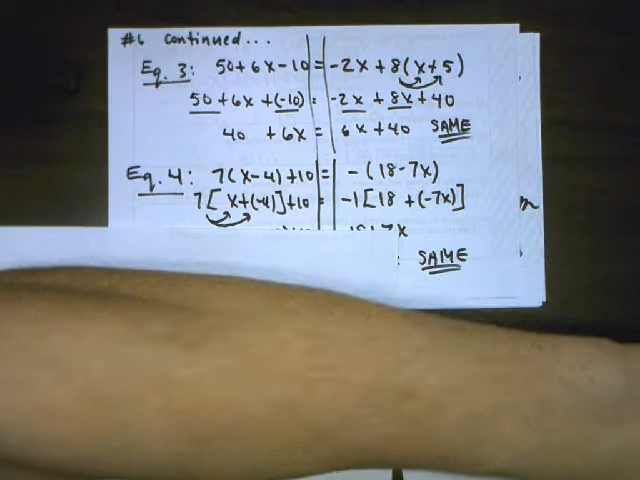 #6 continued...
Eq. 3: 50+6x-10 = -2x + 8(x+5)
50+6x+(-10) = -2x + 8x+40
40 +6x = 6x+40 SAME
Eq. 4: 7(x-4)+10 = -(18-7x)
7[x+(-4)]+10 = -1[18 +(-7x)]
SAME